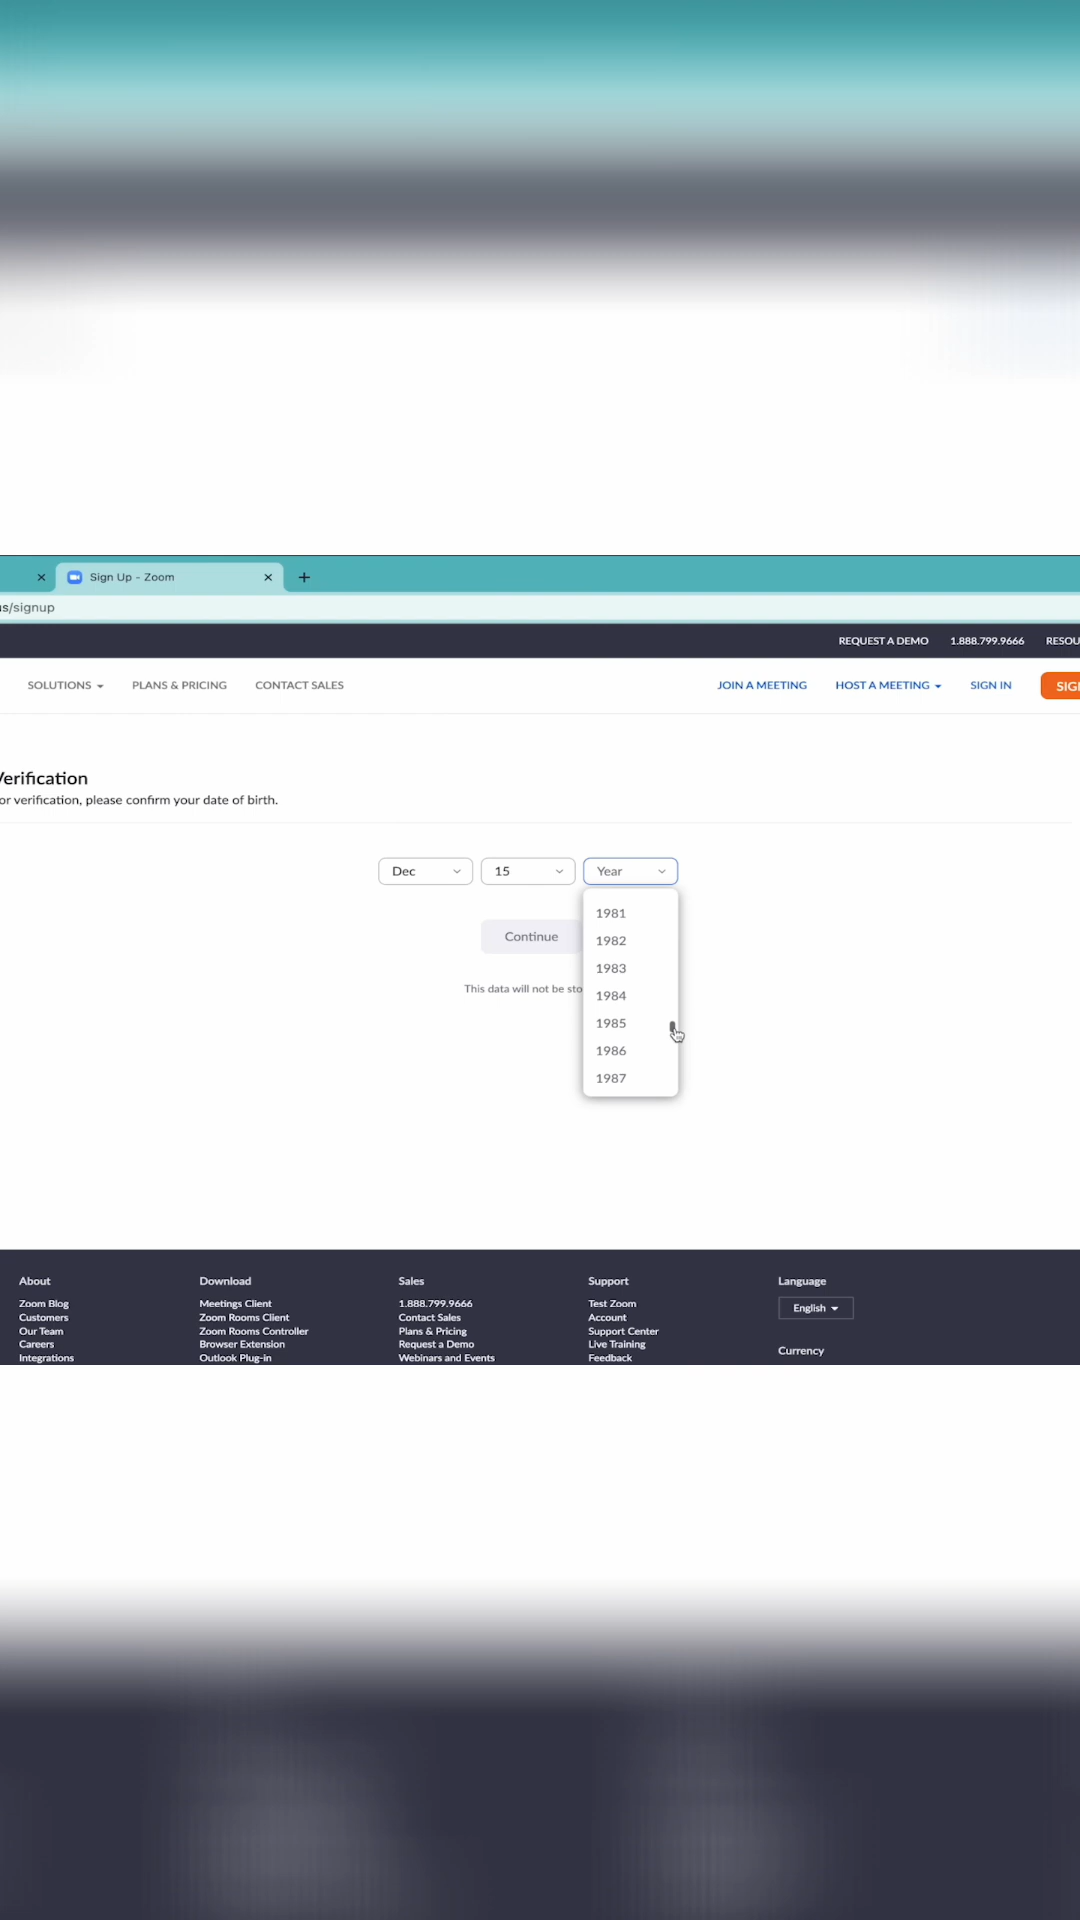 Sign Up - Zoom
s/signup
REQUEST A DEMO 1.888.799.9666 RESOU
SOLUTIONS PLANS & PRICING CONTACT SALES JOIN A MEETING HOST A MEETING SIGN IN SIG
Verification
or verification, please confirm your date of birth.
Dec 15 Year
1981
Continue
1982
1983
This data will not be sto
1984
1985
1986
1987
About Download Sales Support Language
Zoom Blog Meetings Client 1.888.799.9666 Test Zoom English
Customers Zoom Rooms Client Contact Sales Account
Our Team Zoom Rooms Controller Plans & Pricing Support Center
Careers Browser Extension Request a Demo Live Training Currency
Integrations Outlook Plug-in Webinars and Events Feedback